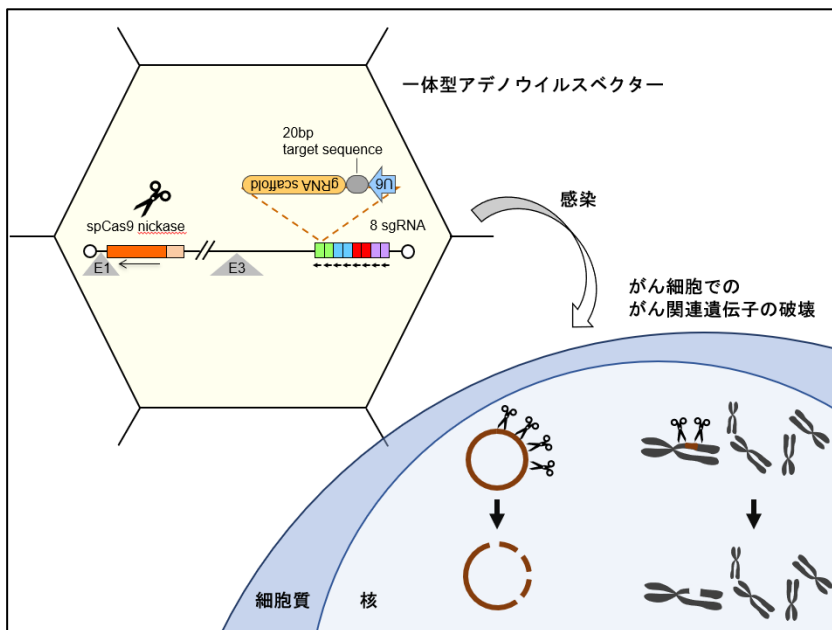 一体型アデノウイルスベクター
20bp
target sequence
gRNA scaffold
U6
spCas9 nickase
8 sgRNA
E1
E3
感染
がん細胞での
がん関連遺伝子の破壊
細胞質
核